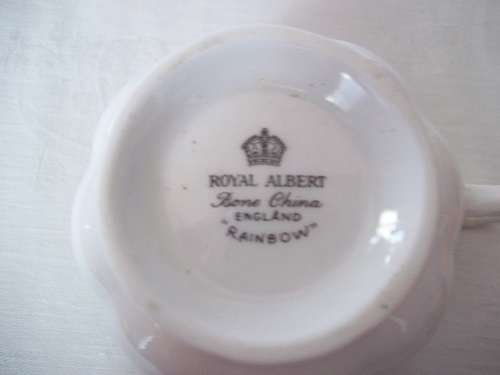 ROYAL ALBERT
Bone China
ENGLAND
"RAINBOW"